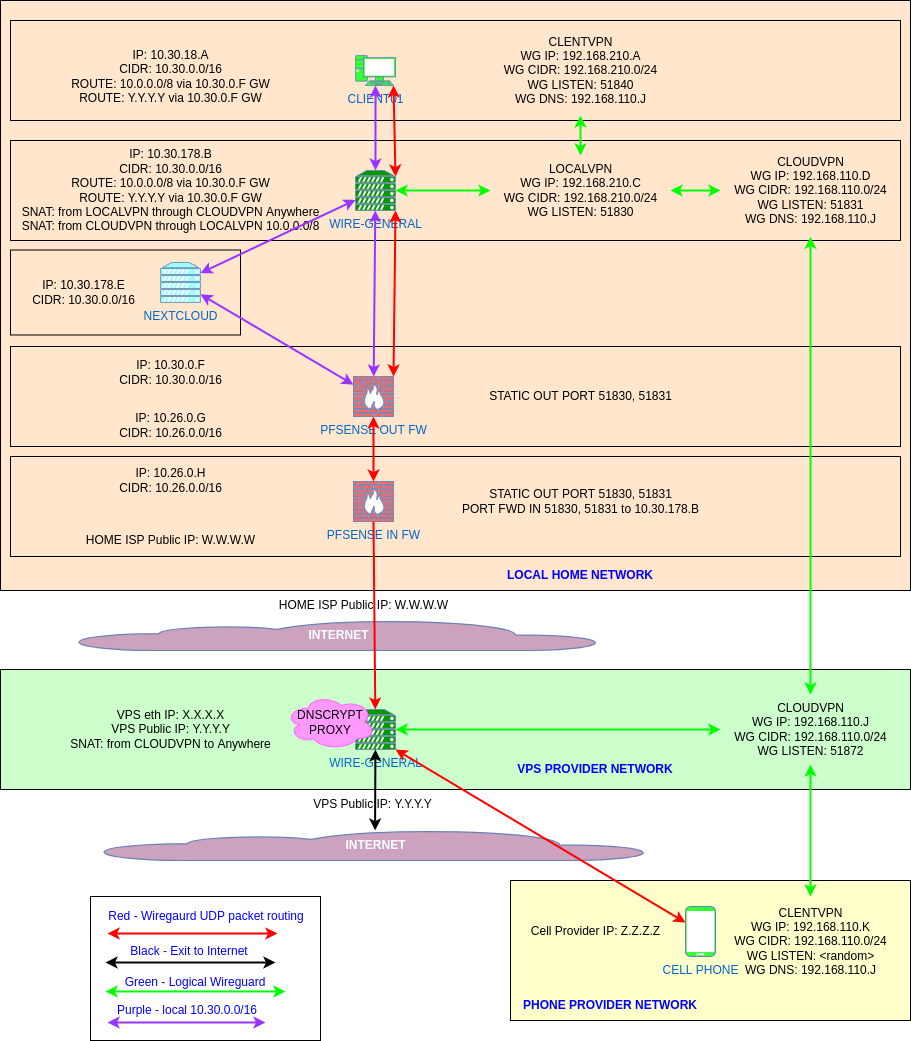 IP: 10.30.18.A
CIDR: 10.30.0.0/16
ROUTE: 10.0.0.0/8 via 10.30.0.F GW
ROUTE: Y.Y.Y.Y via 10.30.0.F GW
CLIENT01
CLENTVPN
WG IP: 192.168.210.A
WG CIDR: 192.168.210.0/24
WG LISTEN: 51840
WG DNS: 192.168.110.J
IP: 10.30.178.B
CIDR: 10.30.0.0/16
ROUTE: 10.0.0.0/8 via 10.30.0.F GW
ROUTE: Y.Y.Y.Y via 10.30.0.F GW
SNAT: from LOCALVPN through CLOUDVPN Anywhere
SNAT: from CLOUDVPN through LOCALVPN 10.0.0.0/8
WIRE-GENERAL
LOCALVPN
WG IP: 192.168.210.C
WG CIDR: 192.168.210.0/24
WG LISTEN: 51830
CLOUDVPN
WG IP: 192.168.110.D
WG CIDR: 192.168.110.0/24
WG LISTEN: 51831
WG DNS: 192.168.110.J
IP: 10.30.178.E
CIDR: 10.30.0.0/16
NEXTCLOUD
IP: 10.30.0.F
CIDR: 10.30.0.0/16
IP: 10.26.0.G
CIDR: 10.26.0.0/16
PFSENSE OUT FW
STATIC OUT PORT 51830, 51831
IP: 10.26.0.H
CIDR: 10.26.0.0/16
HOME ISP Public IP: W.W.W.W
PFSENSE IN FW
STATIC OUT PORT 51830, 51831
PORT FWD IN 51830, 51831 to 10.30.178.B
LOCAL HOME NETWORK
HOME ISP Public IP: W.W.W.W
INTERNET
VPS eth IP: X.X.X.X
VPS Public IP: Y.Y.Y.Y
SNAT: from CLOUDVPN to Anywhere
DNSCRYPT
PROXY
WIRE-GENERAL
CLOUDVPN
WG IP: 192.168.110.J
WG CIDR: 192.168.110.0/24
WG LISTEN: 51872
VPS PROVIDER NETWORK
VPS Public IP: Y.Y.Y.Y
INTERNET
Cell Provider IP: Z.Z.Z.Z
CELL PHONE
CLENTVPN
WG IP: 192.168.110.K
WG CIDR: 192.168.110.0/24
WG LISTEN: <random>
WG DNS: 192.168.110.J
PHONE PROVIDER NETWORK
Red - Wiregaurd UDP packet routing
Black - Exit to Internet
Green - Logical Wireguard
Purple - local 10.30.0.0/16